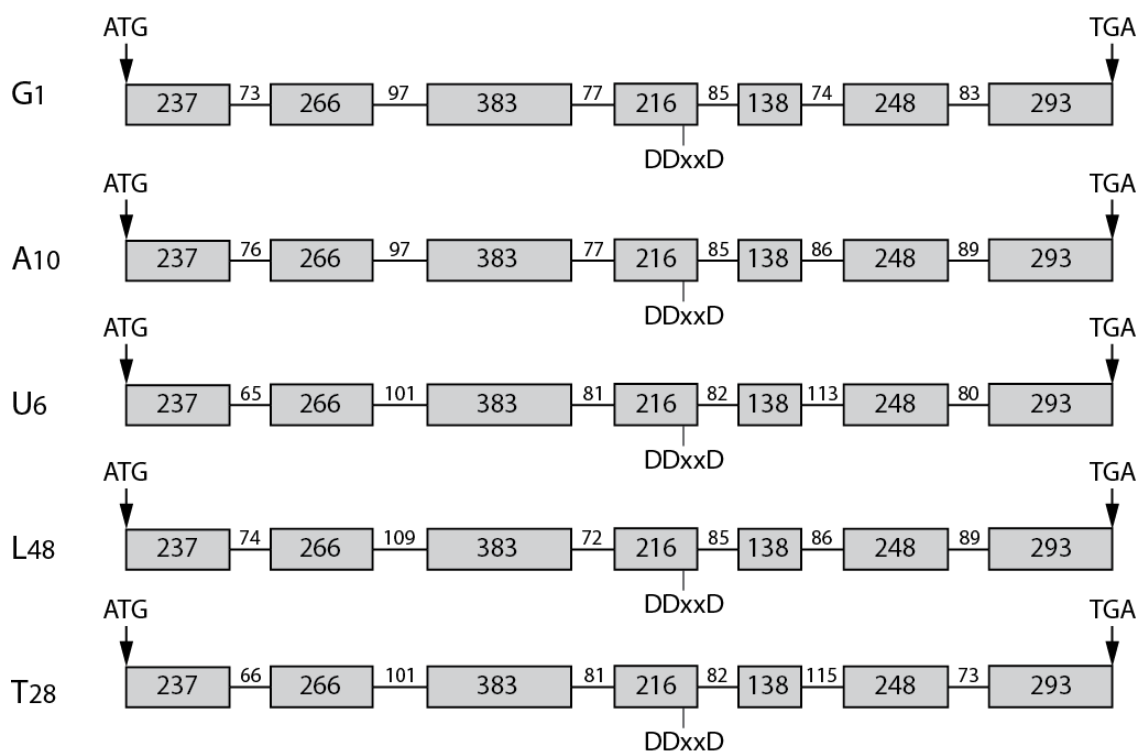 ATG TGA
G1 237 73 266 97 383 77 216 85 138 74 248 83 293
DDxxD
ATG TGA
A10 237 76 266 97 383 77 216 85 138 86 248 89 293
DDxxD
ATG TGA
U6 237 65 266 101 383 81 216 82 138 113 248 80 293
DDxxD
ATG TGA
L48 237 74 266 109 383 72 216 85 138 86 248 89 293
DDxxD
ATG TGA
T28 237 66 266 101 383 81 216 82 138 115 248 73 293
DDxxD